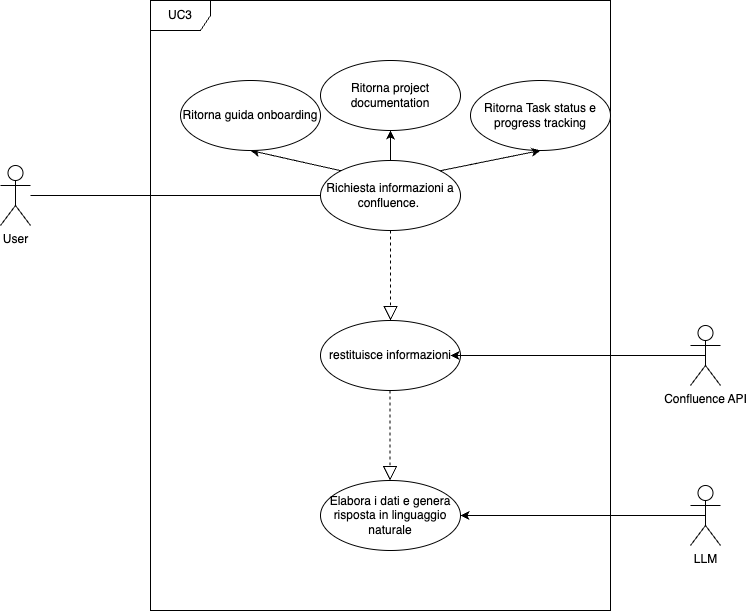 UC3
Ritorna guida onboarding
Ritorna project
documentation
Ritorna Task status e
progress tracking
Richiesta informazioni a
confluence.
User
restituisce informazioni
Confluence API
Elabora i dati e genera
risposta in linguaggio
naturale
LLM